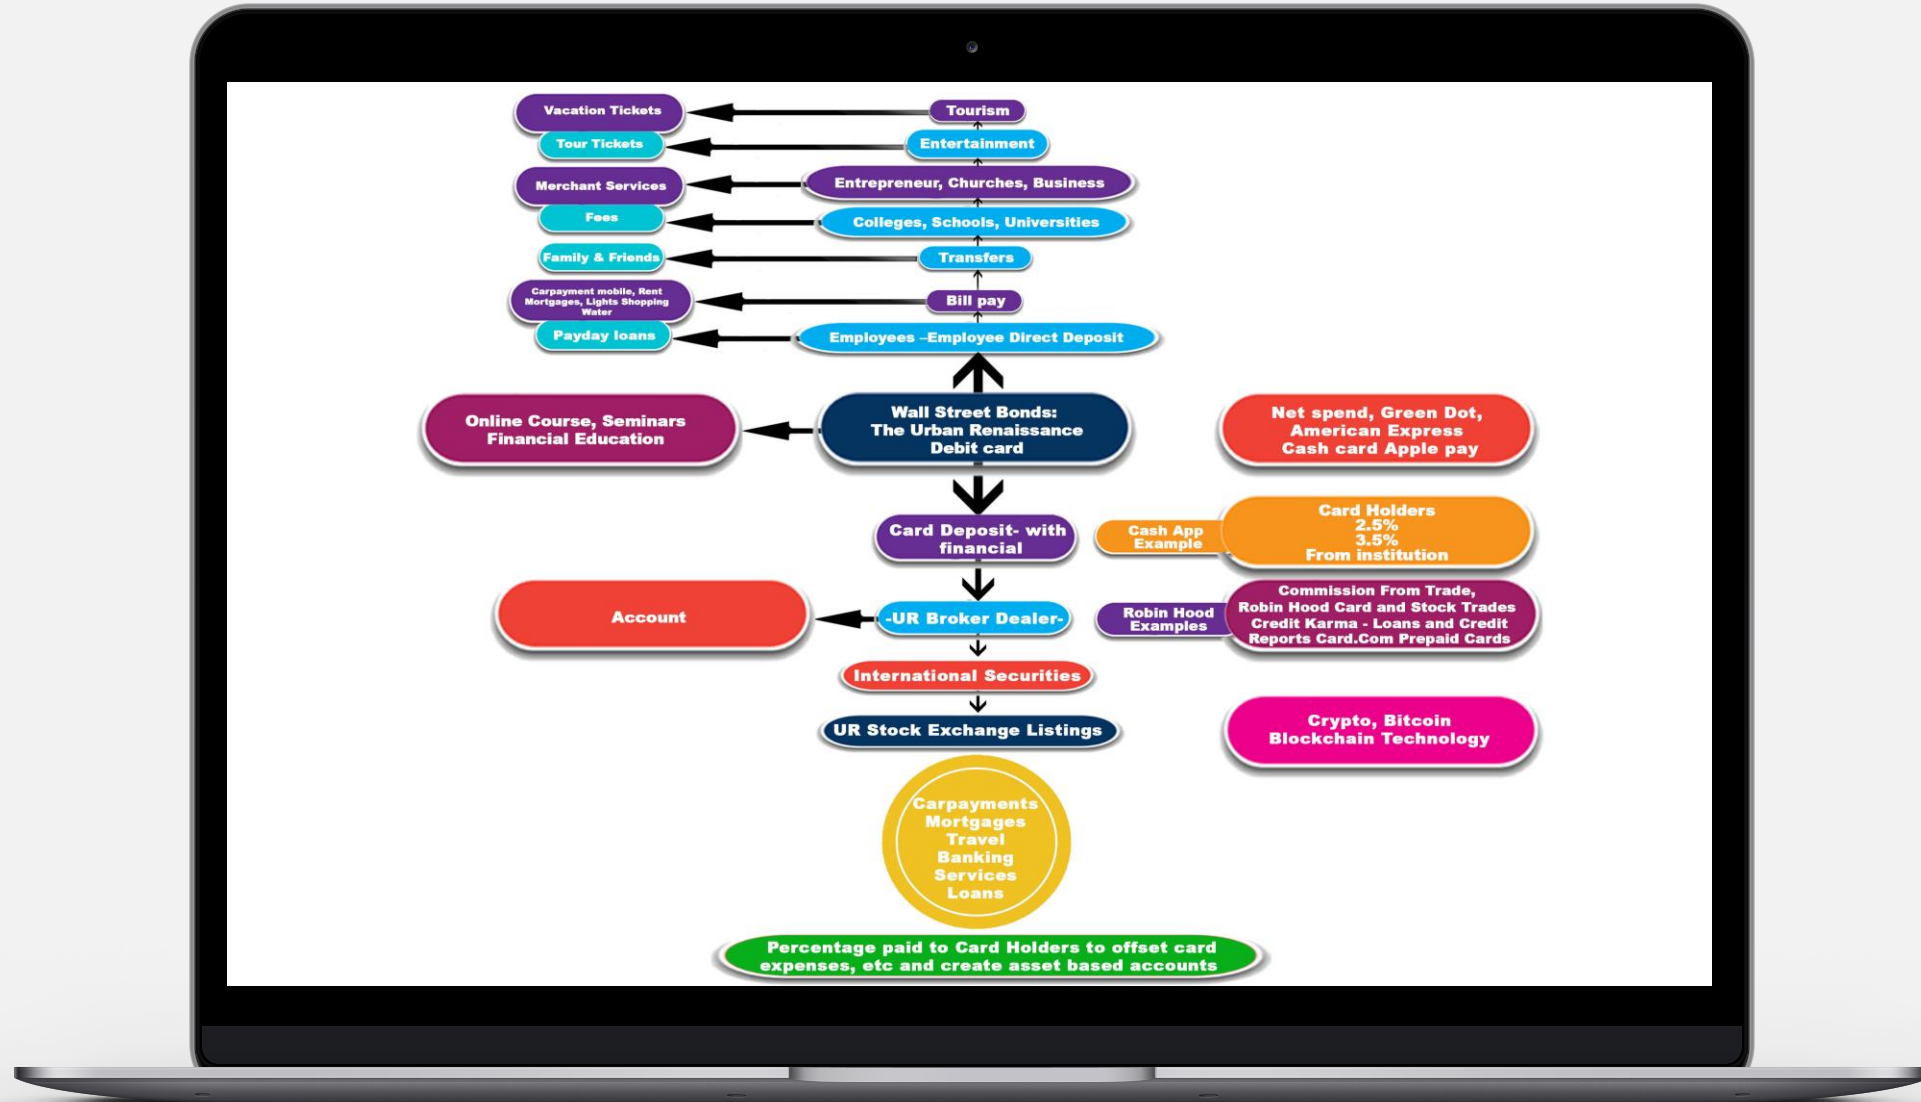 Vacation Tickets
Tourism
Tour Tickets
Entertainment
Merchant Services
Entrepreneur, Churches, Business
Fees
Colleges, Schools, Universities
Family & Friends
Transfers
Carpayment mobile, Rent
Mortgages, Lights Shopping
Water
Bill pay
Payday loans
Employees –Employee Direct Deposit
Online Course, Seminars
Financial Education
Wall Street Bonds:
The Urban Renaissance
Debit card
Net spend, Green Dot,
American Express
Cash card Apple pay
Card Deposit- with
financial
Cash App
Example
Card Holders
2.5%
3.5%
From institution
Account
-UR Broker Dealer-
Robin Hood
Examples
Commission From Trade,
Robin Hood Card and Stock Trades
Credit Karma - Loans and Credit
Reports Card.Com Prepaid Cards
International Securities
UR Stock Exchange Listings
Crypto, Bitcoin
Blockchain Technology
Carpayments
Mortgages
Travel
Banking
Services
Loans
Percentage paid to Card Holders to offset card
expenses, etc and create asset based accounts